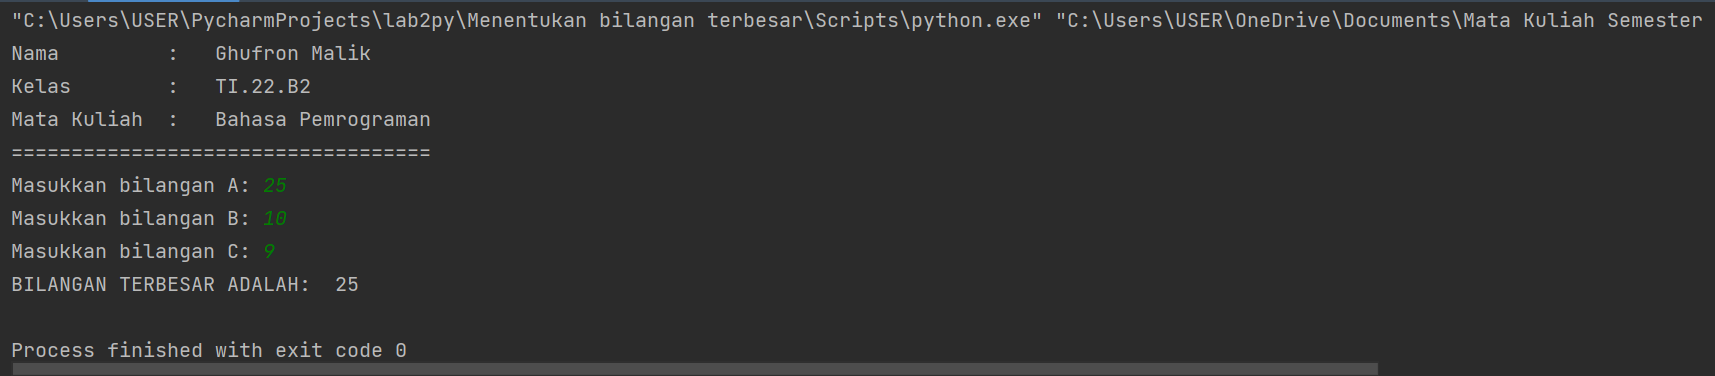 "C:\Users\USER\PycharmProjects\lab2py\Menentukan bilangan terbesar\Scripts\python.exe" "C:\Users\USER\OneDrive\Documents\Mata Kuliah Semester
Nama         :   Ghufron Malik
Kelas        :   TI.22.B2
Mata Kuliah  :   Bahasa Pemrograman
===================================
Masukkan bilangan A: 25
Masukkan bilangan B: 10
Masukkan bilangan C: 9
BILANGAN TERBESAR ADALAH:  25
Process finished with exit code 0